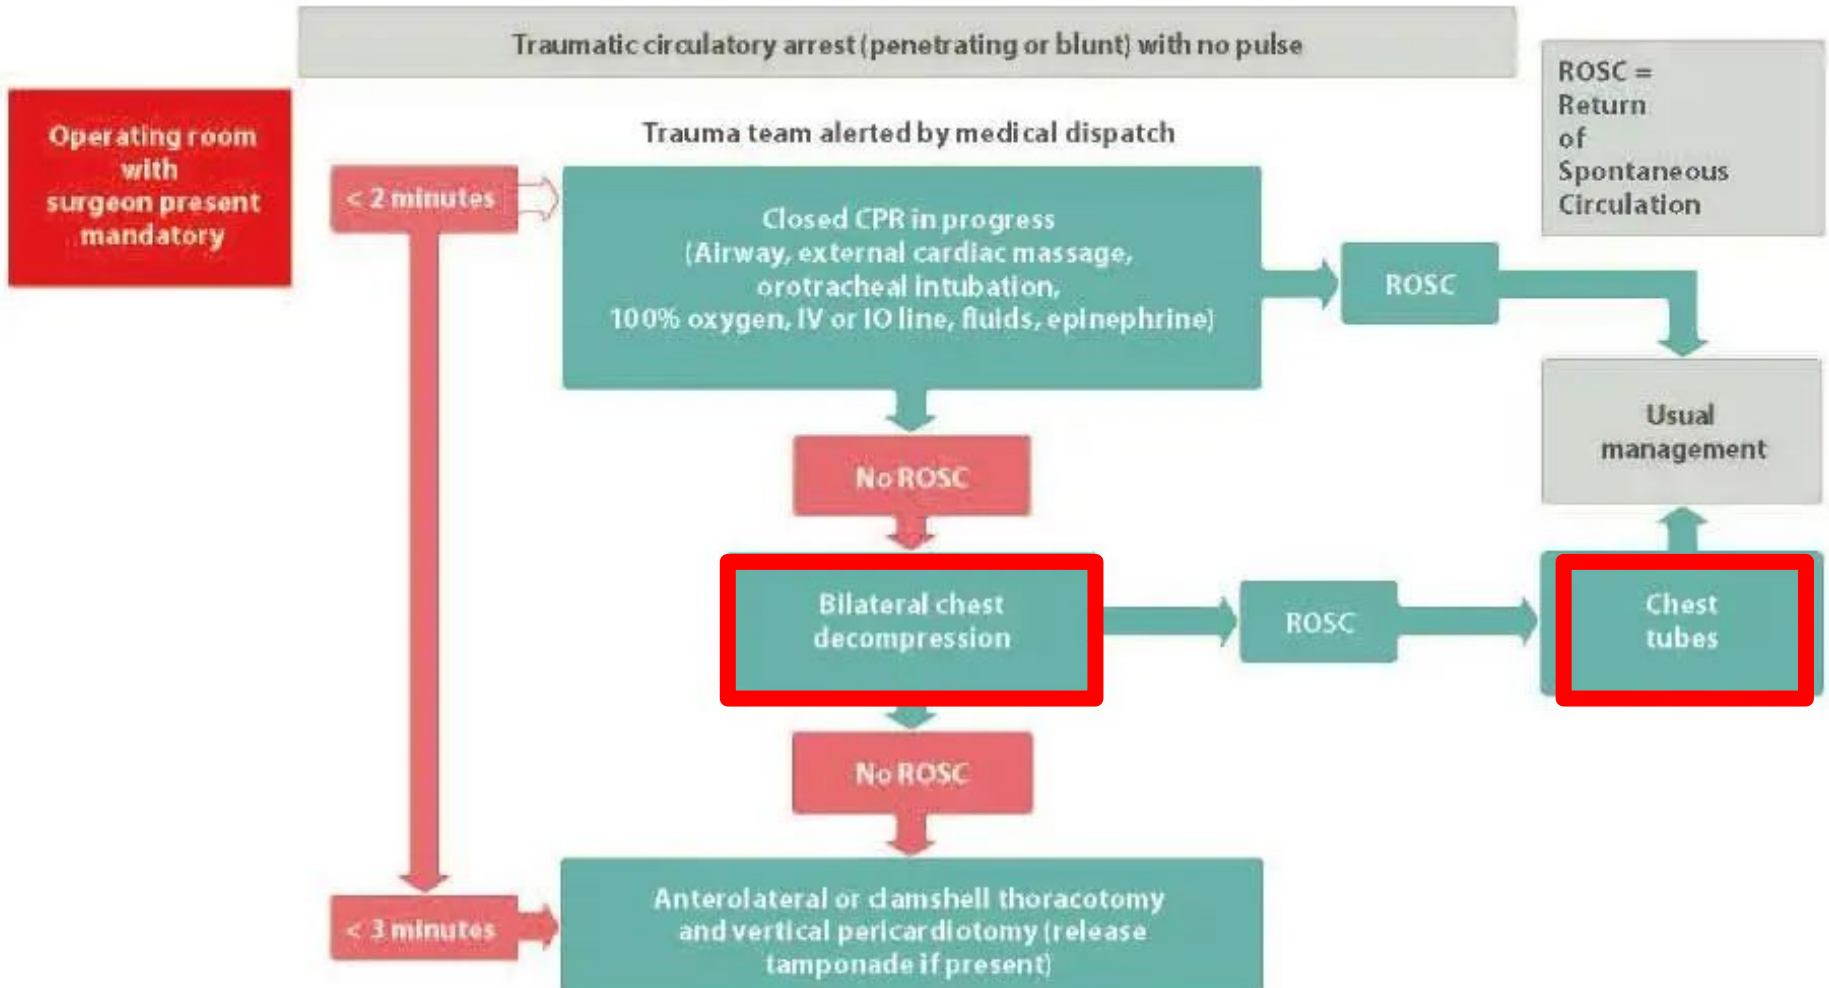 Traumatic circulatory arrest (penetrating or blunt) with no pulse
ROSC =
Return
of
Spontaneous
Circulation
Operating room
with
surgeon present
mandatory
Trauma team alerted by medical dispatch
< 2 minutes
Closed CPR in progress
(Airway, external cardiac massage,
orotracheal intubation,
100% oxygen, IV or IO line, fluids, epinephrine)
ROSC
Usual
management
No ROSC
Bilateral chest
decompression
ROSC
Chest
tubes
No ROSC
< 3 minutes
Anterolateral or clamshell thoracotomy
and vertical pericardiotomy (release
tamponade if present)